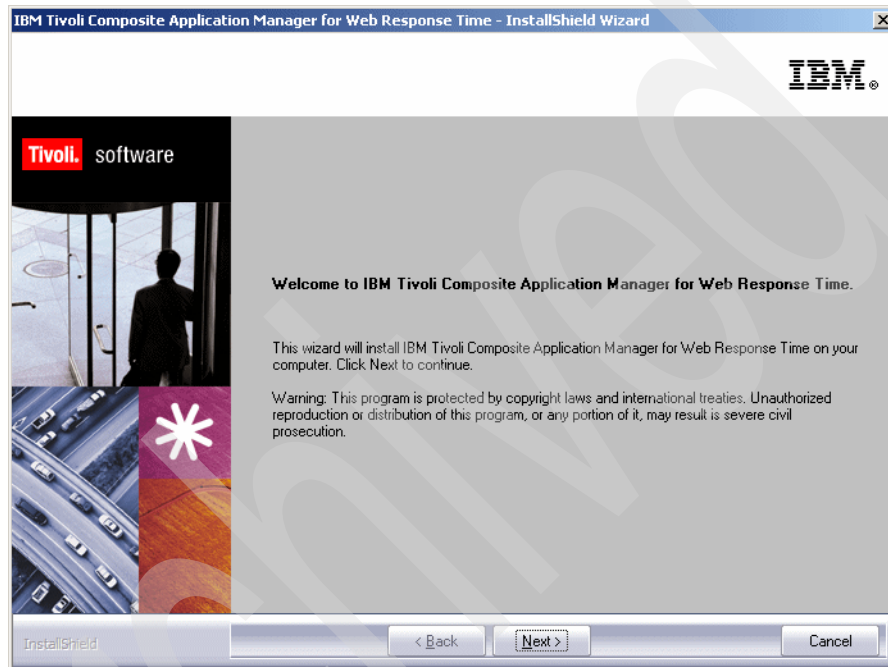 IBM Tivoli Composite Application Manager for Web Response Time - InstallShield Wizard
IBM®
Tivoli. software
Welcome to IBM Tivoli Composite Application Manager for Web Response Time.
This wizard will install IBM Tivoli Composite Application Manager for Web Response Time on your
computer. Click Next to continue.
Warning: This program is protected by copyright laws and international treaties. Unauthorized
reproduction or distribution of this program, or any portion of it, may result is severe civil
prosecution.
InstallShield
< Back
Next >
Cancel